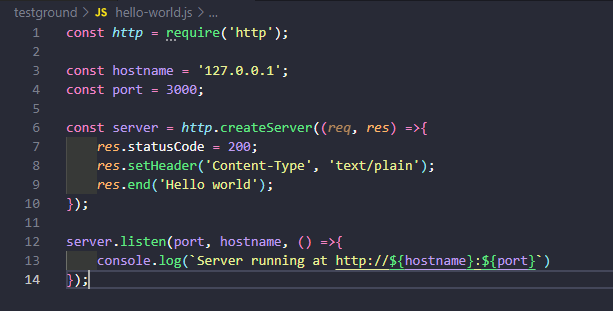 testground > JS hello-world.js > ...
1 const http = require('http');
2
3 const hostname = '127.0.0.1';
4 const port = 3000;
5
6 const server = http.createServer((req, res) =>{
7     res.statusCode = 200;
8     res.setHeader('Content-Type', 'text/plain');
9     res.end('Hello world');
10 });
11
12 server.listen(port, hostname, () =>{
13     console.log(`Server running at http://${hostname}:${port}`)
14 });